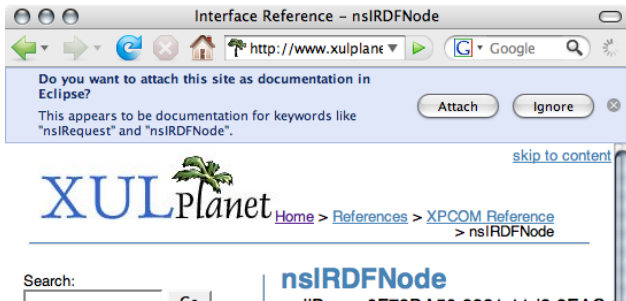 Interface Reference – nsIRDFNode
http://www.xulplane
G Google
Do you want to attach this site as documentation in
Eclipse?
This appears to be documentation for keywords like
"nsIRequest" and "nsIRDFNode".
Attach
Ignore
skip to content
XULPlanet
Home > References > XPCOM Reference
> nsIRDFNode
Search:
nsIRDFNode